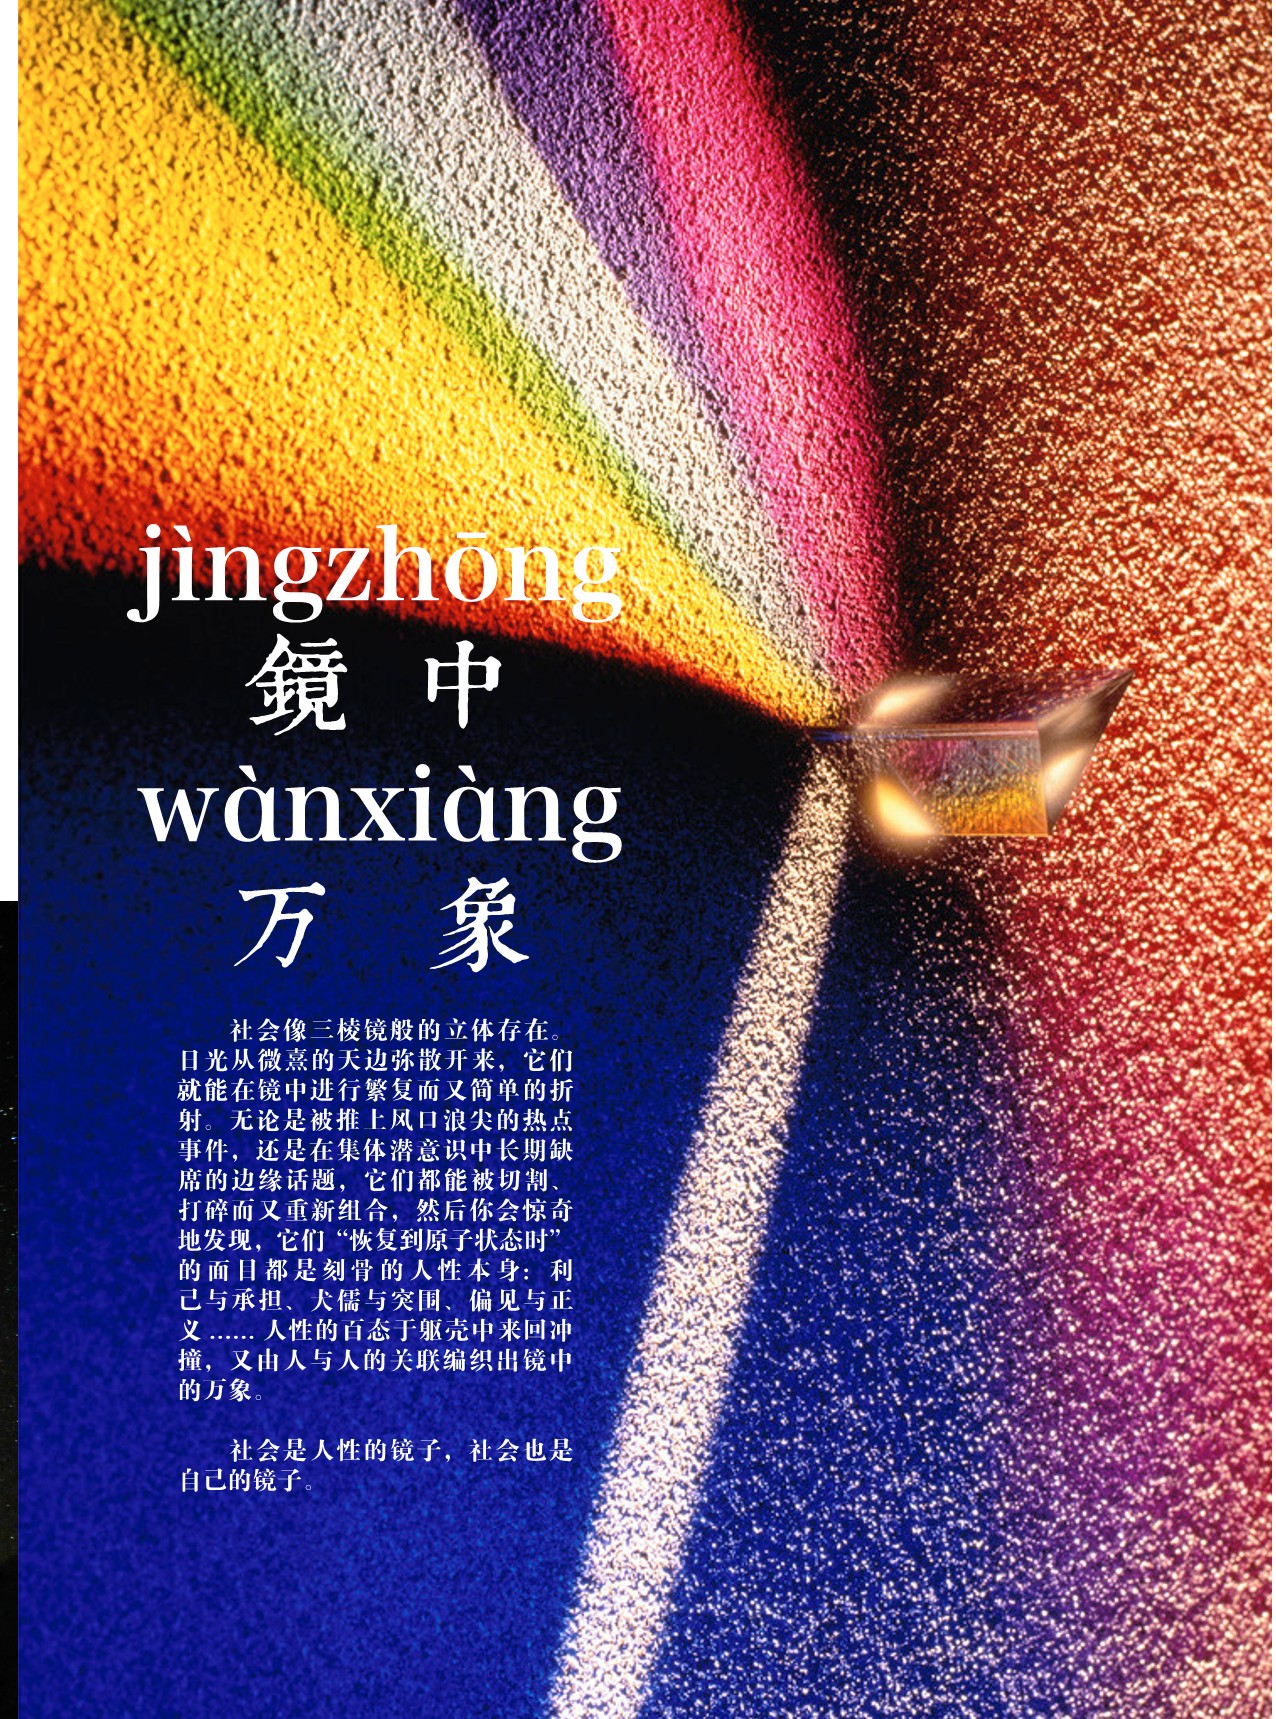 jìngzhōng
鏡 中
wànxiàng
万 象
社会像三棱镜般的立体存在。
日光从微熹的天边弥散开来，它们
就能在镜中进行繁复而又简单的折
射。无论是被推上风口浪尖的热点
事件，还是在集体潜意识中长期缺
席的边缘话题，它们都能被切割、
打碎而又重新组合，然后你会惊奇
地发现，它们“恢复到原子状态时”
的面目都是刻骨的人性本身：利
己与承担、犬儒与突围、偏见与正
义 …… 人性的百态于躯壳中来回冲
撞，又由人与人的关联编织出镜中
的万象。
社会是人性的镜子，社会也是
自己的镜子。